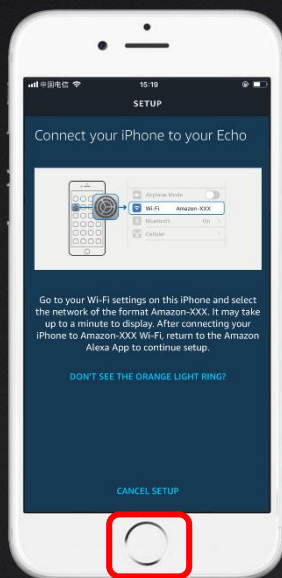 中国电信 15:19
SETUP
Connect your iPhone to your Echo
Airplane Mode
Wi-Fi Amazon-XXX
Bluetooth On
Celluler
Go to your Wi-Fi settings on this iPhone and select
the network of the format Amazon-XXX. It may take
up to a minute to display. After connecting your
iPhone to Amazon-XXX Wi-Fi, return to the Amazon
Alexa App to continue setup.
DON'T SEE THE ORANGE LIGHT RING?
CANCEL SETUP